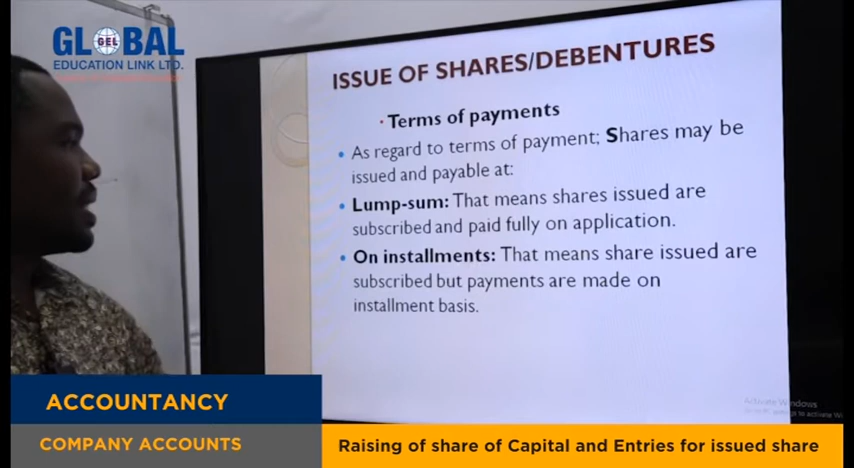 GLOBAL
GEL
EDUCATION LINK LTD.
ISSUE OF SHARES/DEBENTURES
• Terms of payments
• As regard to terms of payment; Shares may be
issued and payable at:
• Lump-sum: That means shares issued are
subscribed and paid fully on application.
• On installments: That means share issued are
subscribed but payments are made on
installment basis.
Activate Windows
ACCOUNTANCY
COMPANY ACCOUNTS
Raising of share of Capital and Entries for issued share